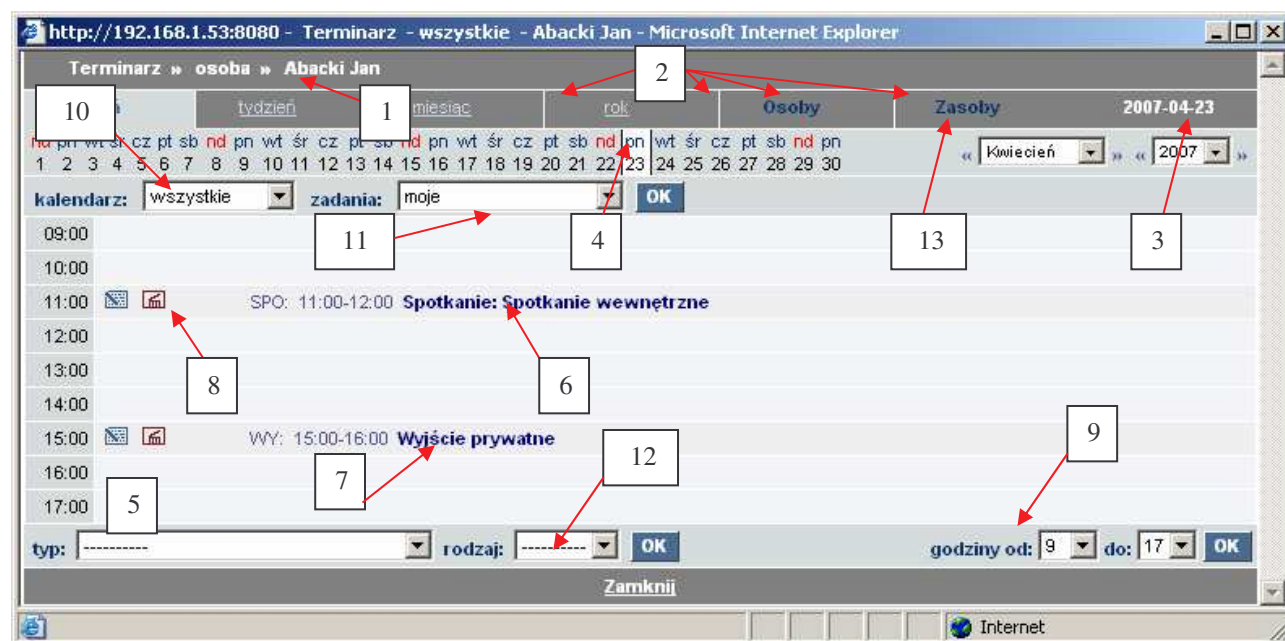 http://192.168.1.53:8080 - Terminarz - wszystkie - Abacki Jan - Microsoft Internet Explorer
Terminarz » osoba » Abacki Jan
2
10
1
tydzień miesiąc rok Osoby Zasoby 2007-04-23
nd pn wt śr cz pt sb nd pn wt śr cz pt sb nd pn wt śr cz pt sb nd pn wt śr cz pt sb nd pn
1 2 3 4 5 6 7 8 9 10 11 12 13 14 15 16 17 18 19 20 21 22 23 24 25 26 27 28 29 30
« Kwiecień » « 2007 »
kalendarz: wszystkie zadania: moje OK
09:00
11 4 13 3
10:00
11:00 SPO: 11:00-12:00 Spotkanie: Spotkanie wewnętrzne
12:00
13:00
8 6
14:00
15:00 WY: 15:00-16:00 Wyjście prywatne
9
12
16:00
7
5
17:00
typ: ---------- rodzaj: ---------- OK godziny od: 9 do: 17 OK
Zamknij
Internet